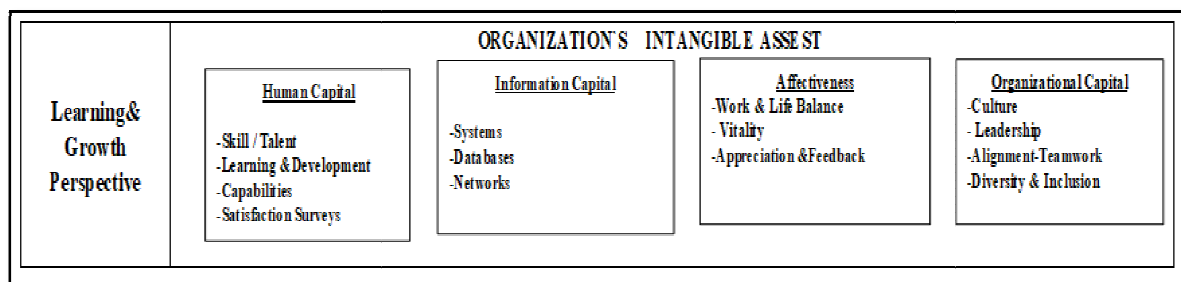 ORGANIZATION'S INTANGIBLE ASSEST
Learning&
Growth
Perspective
Human Capital
-Skill / Talent
-Learning & Development
-Capabilities
-Satisfaction Surveys
Information Capital
-Systems
-Databases
-Networks
Affectiveness
-Work & Life Balance
- Vitality
-Appreciation &Feedback
Organizational Capital
-Culture
- Leadership
-Alignment-Teamwork
-Diversity & Inclusion